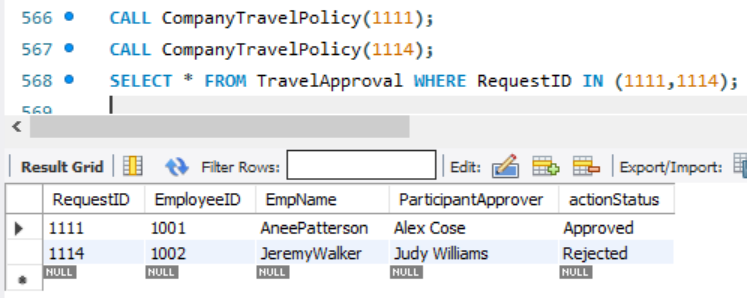 566 CALL CompanyTravelPolicy(1111);
567 CALL CompanyTravelPolicy(1114);
568 SELECT * FROM TravelApproval WHERE RequestID IN (1111,1114);
569
Result Grid Filter Rows: Edit: Export/Import:
RequestID EmployeeID EmpName ParticipantApprover actionStatus
1111 1001 AneePatterson Alex Cose Approved
1114 1002 JeremyWalker Judy Williams Rejected
NULL NULL NULL NULL NULL